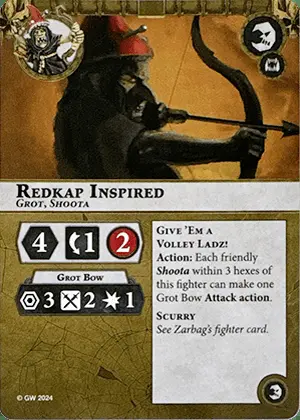 Redkap Inspired
Grot, Shoota
4 1 2
Grot Bow
3 2 1
Give 'Em a
Volley Ladz!
Action: Each friendly
Shoota within 3 hexes of
this fighter can make one
Grot Bow Attack action.
Scurry
See Zarbag's fighter card.
© GW 2024